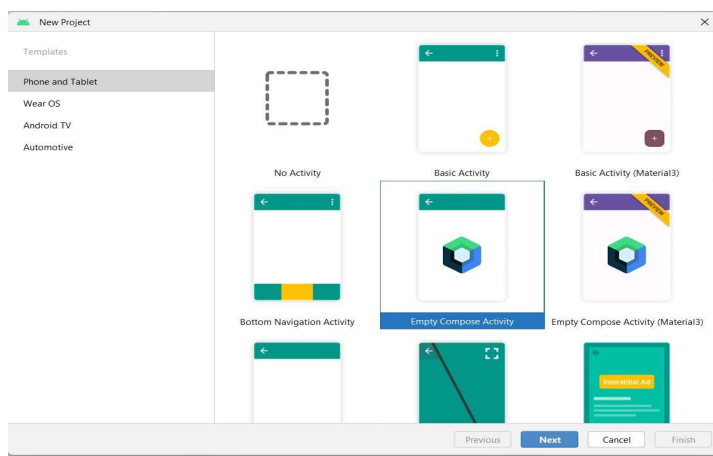 New Project
Templates
Phone and Tablet
Wear OS
Android TV
Automotive
No Activity
Basic Activity
PREVIEW
Basic Activity (Material3)
Bottom Navigation Activity
Empty Compose Activity
PREVIEW
Empty Compose Activity (Material3)
Interstitial Ad
Previous
Next
Cancel
Finish